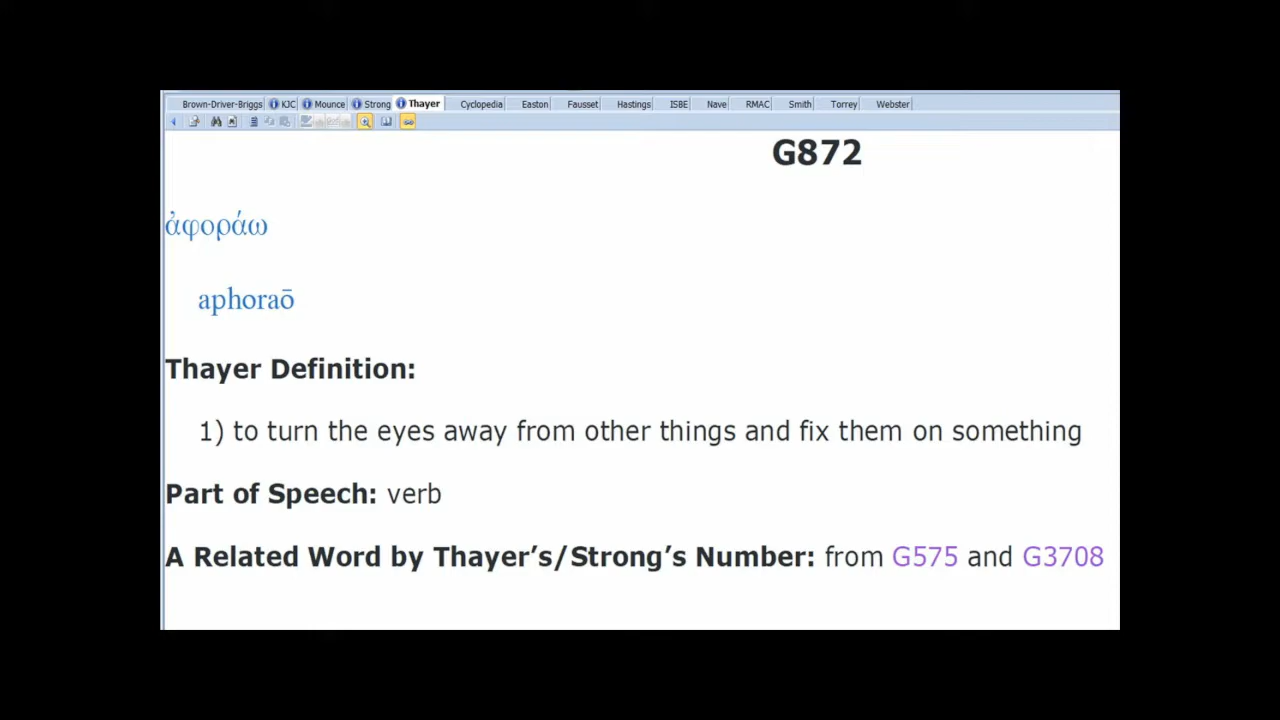 Brown-Driver-Briggs KJC Mounce Strong Thayer Cyclopedia Easton Fausset Hastings ISBE Nave RMAC Smith Torrey Webster
G872
ἀφοράω
aphoraō
Thayer Definition:
1) to turn the eyes away from other things and fix them on something
Part of Speech: verb
A Related Word by Thayer’s/Strong’s Number: from G575 and G3708